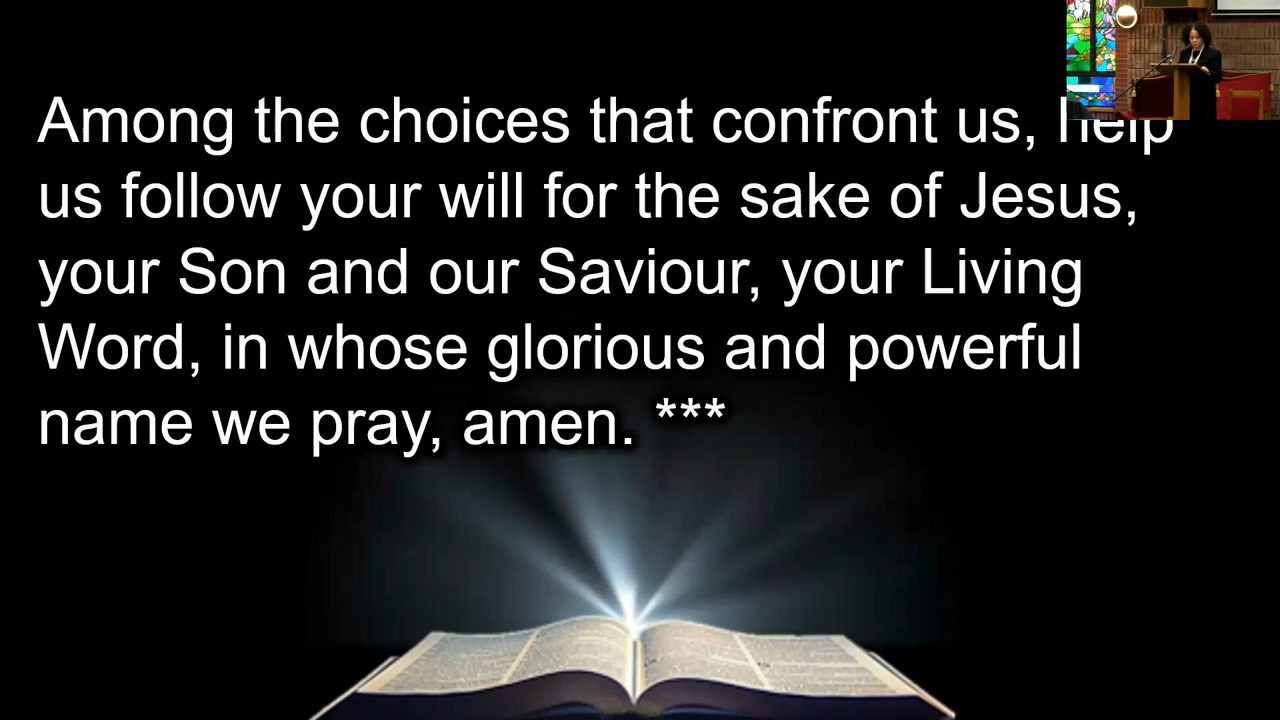 Among the choices that confront us, help
us follow your will for the sake of Jesus,
your Son and our Saviour, your Living
Word, in whose glorious and powerful
name we pray, amen. ***